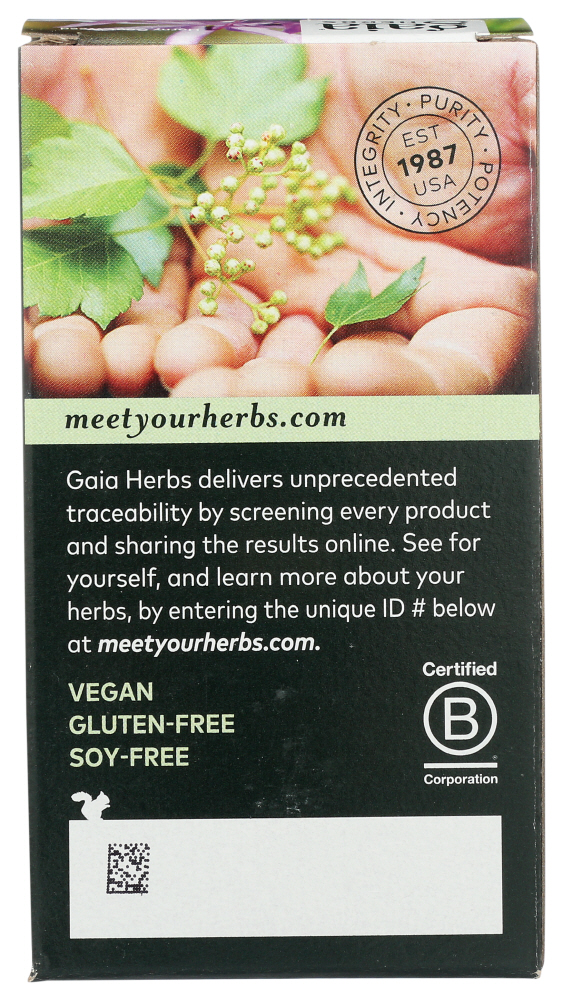 gaia
HERBS
INTEGRITY · PURITY · POTENCY ·
EST
1987
USA
meetyourherbs.com
Gaia Herbs delivers unprecedented
traceability by screening every product
and sharing the results online. See for
yourself, and learn more about your
herbs, by entering the unique ID # below
at meetyourherbs.com.
VEGAN
GLUTEN-FREE
SOY-FREE
Certified
B
®
Corporation